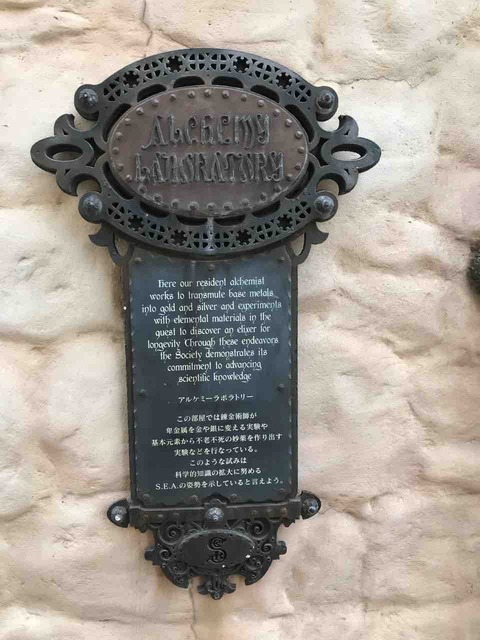 ALCHEMY
LABORATORY
Here our resident alchemist
works to transmute base metals
into gold and silver and experiments
with elemental materials in the
quest to discover an elixer for
longevity Through these endeavors
the Society demonstrates its
commitment to advancing
scientific knowledge
アルケミーラボラトリー
この部屋では錬金術師が
卑金属を金や銀に変える実験や
基本元素から不老不死の妙薬を作り出す
実験などを行なっている。
このような試みは
科学的知識の拡大に努める
S.E.A.の姿勢を示していると言えよう。